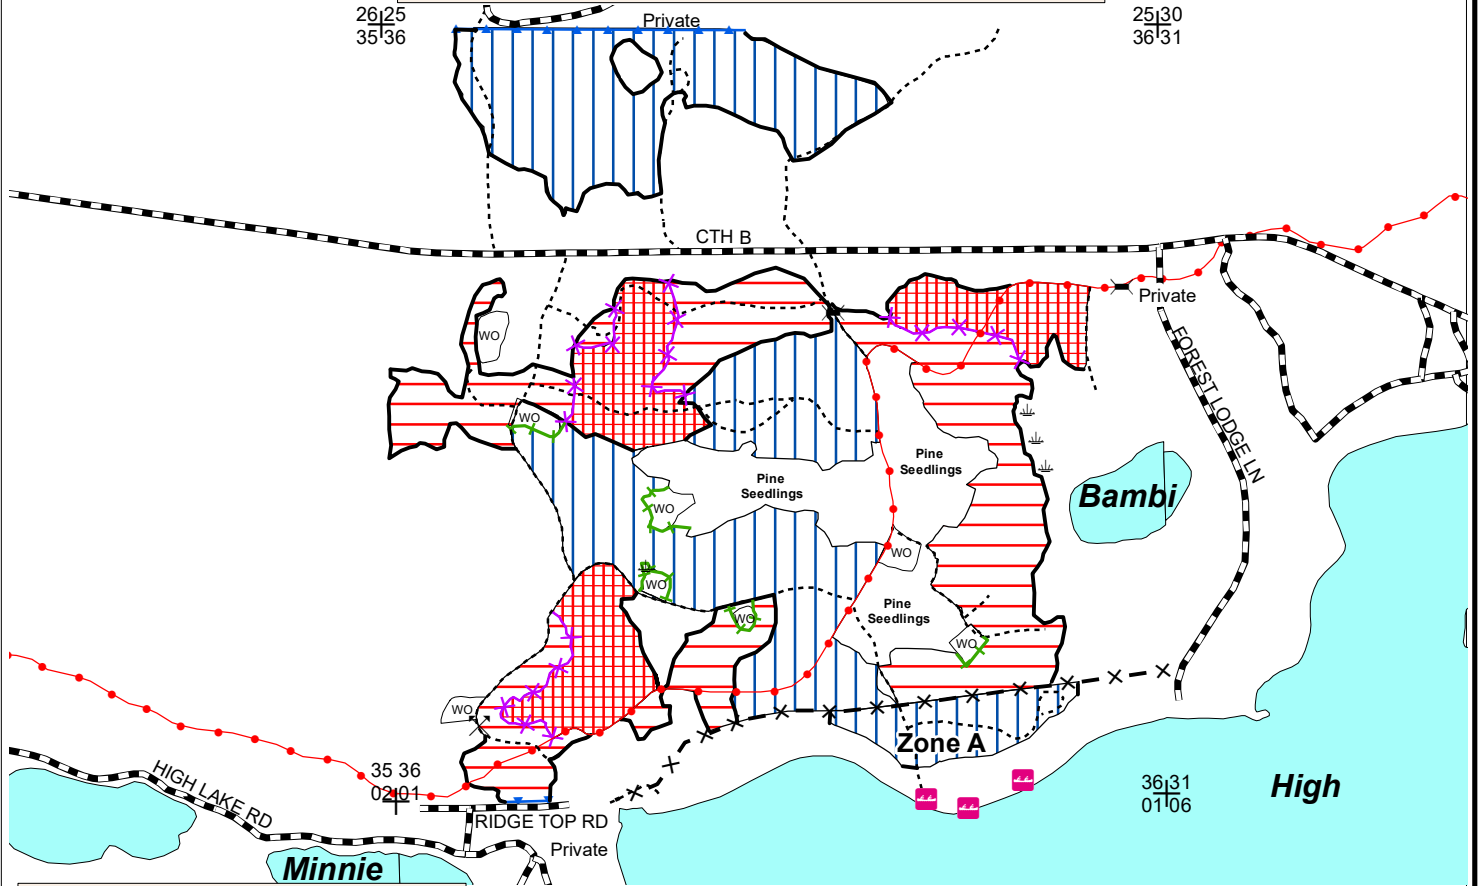 26 25
35 36
Private
25 30
36 31
CTH B
Private
WO
FOREST LODGE LN
WO
Pine
Seedlings
Pine
Seedlings
Bambi
WO
WO
WO
Pine
Seedlings
WO
WO
WO
Zone A
35 36
02 01
36 31
01 06
High
HIGH LAKE RD
RIDGE TOP RD
Private
Minnie